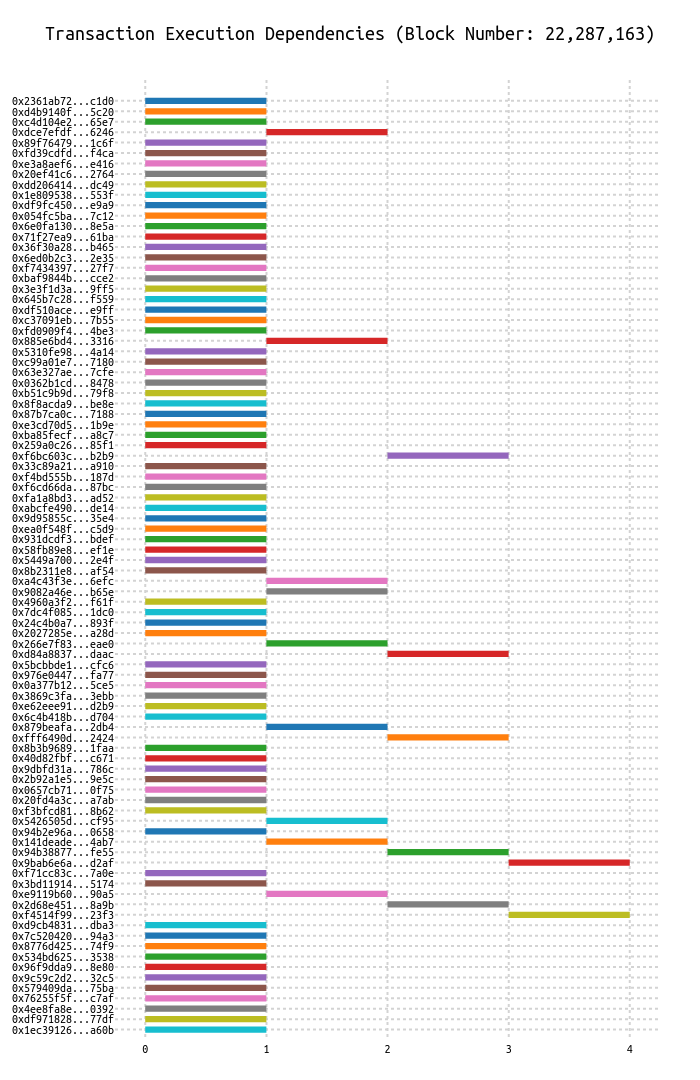 Transaction Execution Dependencies (Block Number: 22,287,163)
0x2361ab72...c1d0
0xd4b9140f...5c20
0xc4d104e2...65e7
0xdce7efdf...6246
0x89f76479...1c6f
0xfd39cdfd...f4ca
0xe3a8aef6...e416
0x20ef41c6...2764
0xdd206414...dc49
0x1e809538...553f
0xdf9fc450...e9a9
0x054fc5ba...7c12
0x6e0fa130...8e5a
0x71f27ea9...61ba
0x36f30a28...b465
0x6ed0b2c3...2e35
0xf7434397...27f7
0xbaf9844b...cce2
0x3e3f1d3a...9ff5
0x645b7c28...f559
0xdf510ace...e9ff
0xc37091eb...7b55
0xfd0909f4...4be3
0x885e6bd4...3316
0x5310fe98...4a14
0xc99a01e7...7180
0x63e327ae...7cfe
0x0362b1cd...8478
0xb51c9b9d...79f8
0x8f8acda9...be8e
0x87b7ca0c...7188
0xe3cd70d5...1b9e
0xba85fecf...a8c7
0x259a0c26...85f1
0xf6bc603c...b2b9
0x33c89a21...a910
0xf4bd555b...187d
0xf6cd66da...87bc
0xfa1a8bd3...ad52
0xabcfe490...de14
0x9d95855c...35e4
0xea0f548f...c5d9
0x931dcdf3...bdef
0x58fb89e8...ef1e
0x5449a700...2e4f
0x8b2311e8...af54
0xa4c43f3e...6efc
0x9082a46e...b65e
0x4960a3f2...f61f
0x7dc4f085...1dc0
0x24c4b0a7...893f
0x2027285e...a28d
0x266e7f83...eae0
0xd84a8837...daac
0x5bcbbde1...cfc6
0x976e0447...fa77
0x0a377b12...5ce5
0x3869c3fa...3ebb
0xe62eee91...d2b9
0x6c4b418b...d704
0x879beafa...2db4
0xfff6490d...2424
0x8b3b9689...1faa
0x40d82fbf...c671
0x9dbfd31a...786c
0x2b92a1e5...9e5c
0x0657cb71...0f75
0x20fd4a3c...a7ab
0xf3bfcd81...8b62
0x5426505d...cf95
0x94b2e96a...0658
0x141deade...4ab7
0x94b38877...fe55
0x9bab6e6a...d2af
0xf71cc83c...7a0e
0x3bd11914...5174
0xe9119b60...90a5
0x2d68e451...8a9b
0xf4514f99...23f3
0xd9cb4831...dba3
0x7c520420...94a3
0x8776d425...74f9
0x534bd625...3538
0x96f9dda9...8e80
0x9c59c2d2...32c5
0x579409da...75ba
0x76255f5f...c7af
0x4ee8fa8e...0392
0xdf971828...77df
0x1ec39126...a60b
0 1 2 3 4